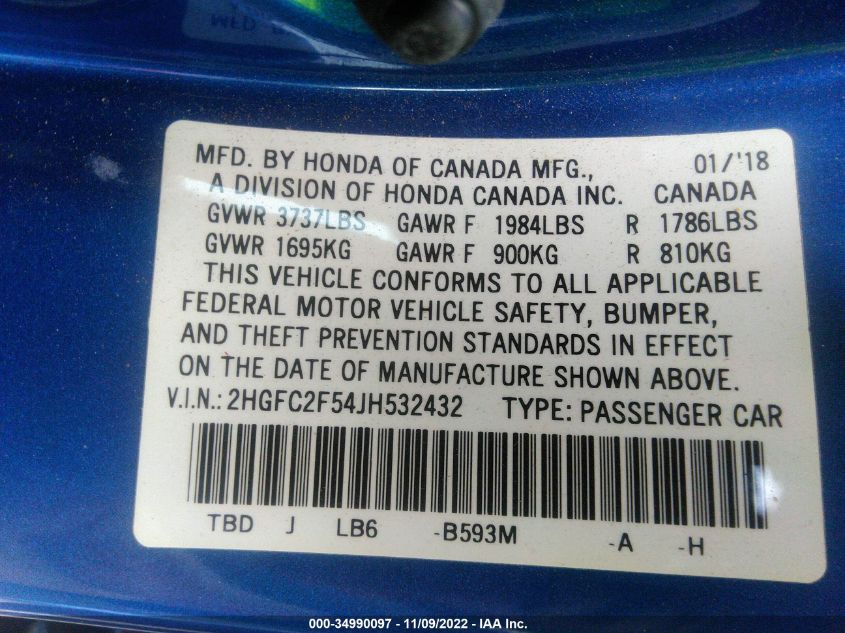 MFD. BY HONDA OF CANADA MFG., 01/'18
A DIVISION OF HONDA CANADA INC. CANADA
GVWR 3737LBS GAWR F 1984LBS R 1786LBS
GVWR 1695KG GAWR F 900KG R 810KG
THIS VEHICLE CONFORMS TO ALL APPLICABLE
FEDERAL MOTOR VEHICLE SAFETY, BUMPER,
AND THEFT PREVENTION STANDARDS IN EFFECT
ON THE DATE OF MANUFACTURE SHOWN ABOVE.
V.I.N.: 2HGFC2F54JH532432 TYPE: PASSENGER CAR
TBD J LB6 -B593M -A -H
000-34990097 - 11/09/2022 - IAA Inc.